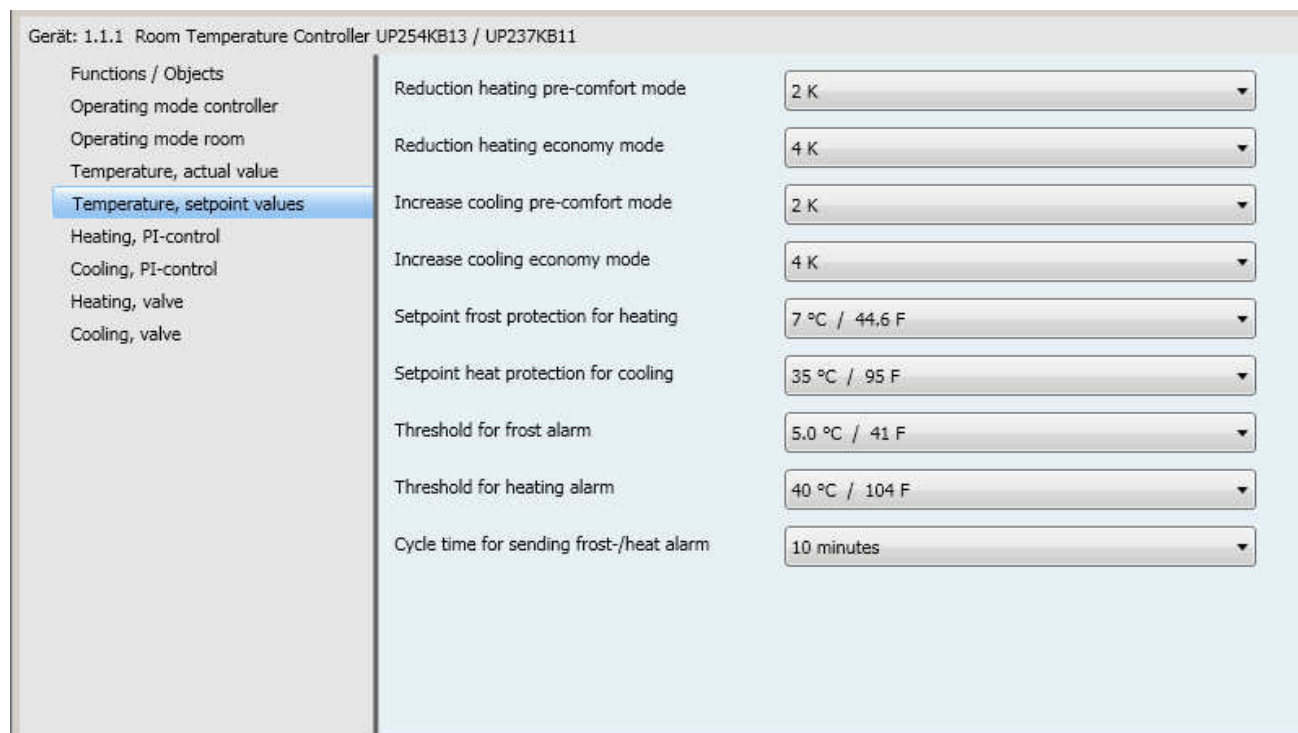 Gerät: 1.1.1 Room Temperature Controller UP254KB13 / UP237KB11
Functions / Objects
Operating mode controller
Operating mode room
Temperature, actual value
Temperature, setpoint values
Heating, PI-control
Cooling, PI-control
Heating, valve
Cooling, valve
Reduction heating pre-comfort mode 2 K
Reduction heating economy mode 4 K
Increase cooling pre-comfort mode 2 K
Increase cooling economy mode 4 K
Setpoint frost protection for heating 7 °C / 44.6 F
Setpoint heat protection for cooling 35 °C / 95 F
Threshold for frost alarm 5.0 °C / 41 F
Threshold for heating alarm 40 °C / 104 F
Cycle time for sending frost-/heat alarm 10 minutes